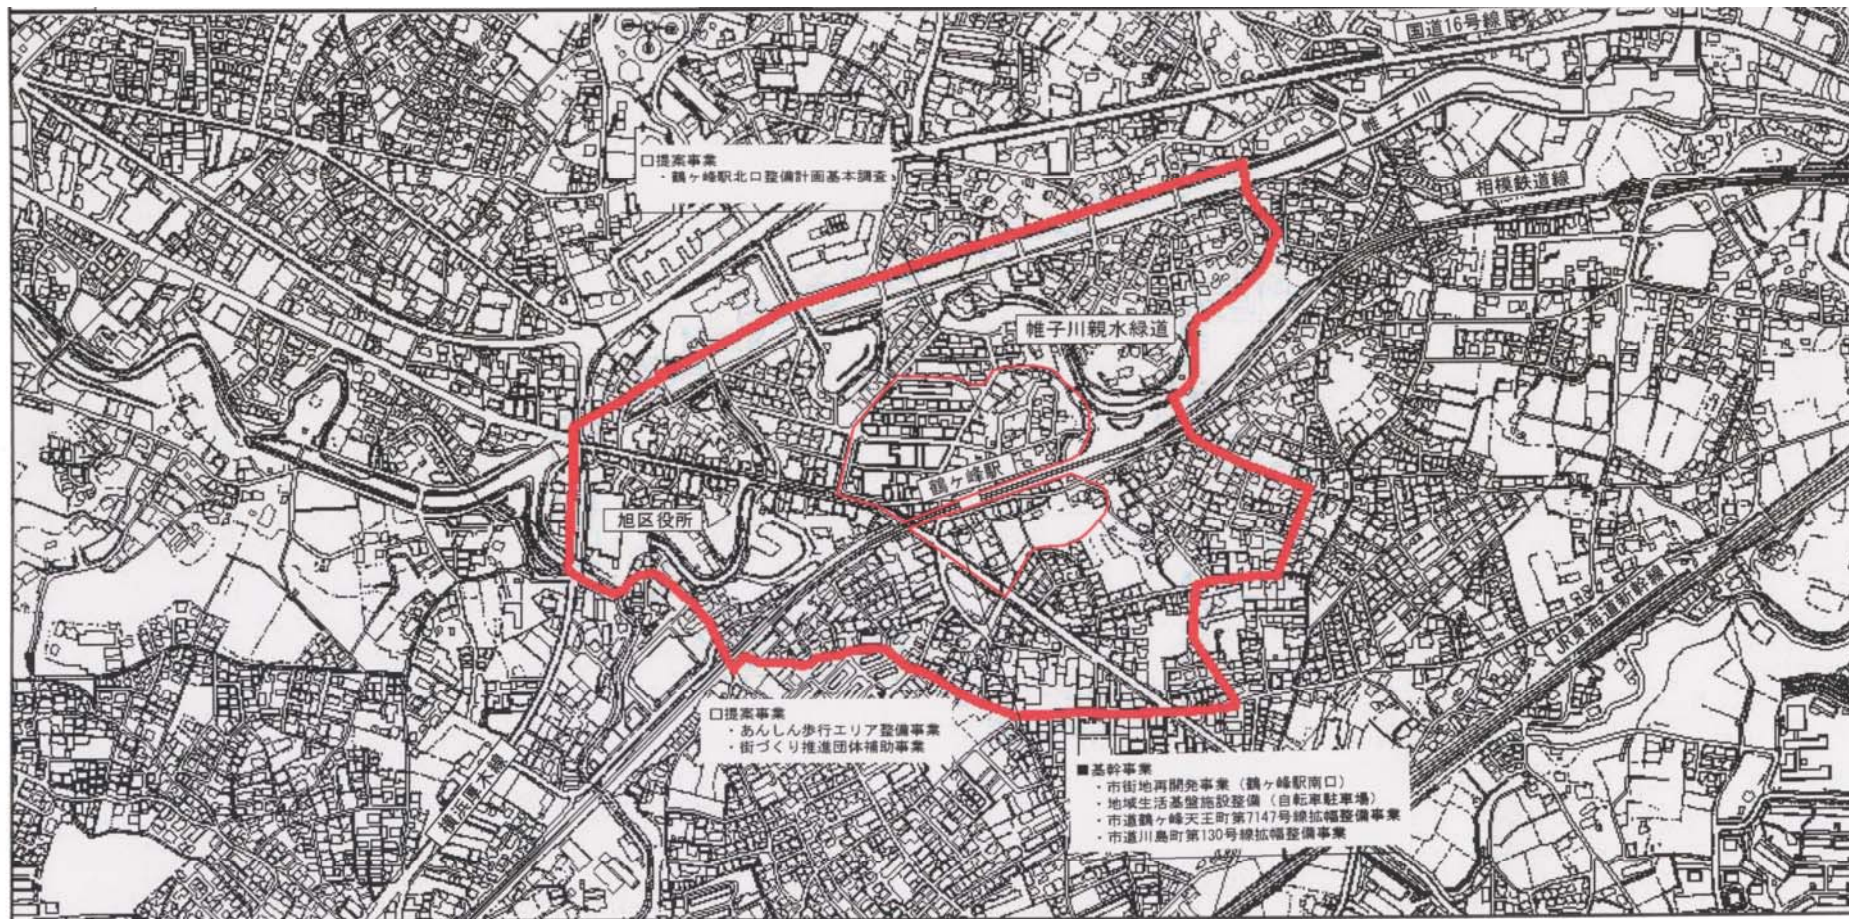 国道16号線
帷子川
□提案事業
・鶴ヶ峰駅北口整備計画基本調査
相模鉄道線
帷子川親水緑道
鶴ヶ峰駅
旭区役所
JR東海道新幹線
□提案事業
・あんしん歩行エリア整備事業
・街づくり推進団体補助事業
横浜厚木線
■基幹事業
・市街地再開発事業（鶴ヶ峰駅南口）
・地域生活基盤施設整備（自転車駐車場）
・市道鶴ヶ峰天王町第7147号線拡幅整備事業
・市道川島町第130号線拡幅整備事業